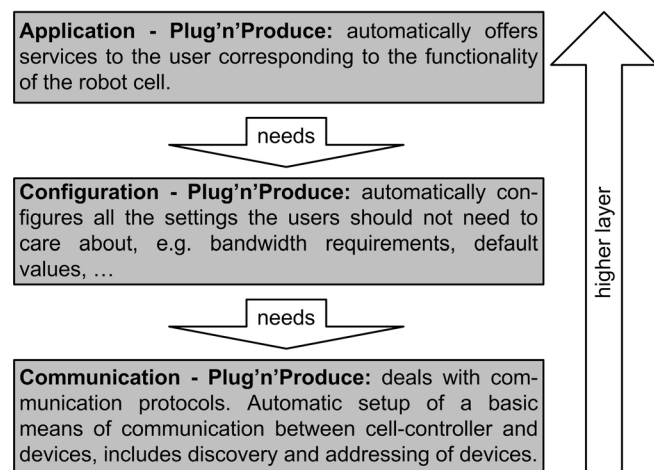 Application - Plug'n'Produce: automatically offers
services to the user corresponding to the functionality
of the robot cell.
needs
Configuration - Plug'n'Produce: automatically con-
figures all the settings the users should not need to
care about, e.g. bandwidth requirements, default
values, …
needs
Communication - Plug'n'Produce: deals with com-
munication protocols. Automatic setup of a basic
means of communication between cell-controller and
devices, includes discovery and addressing of devices.
higher layer